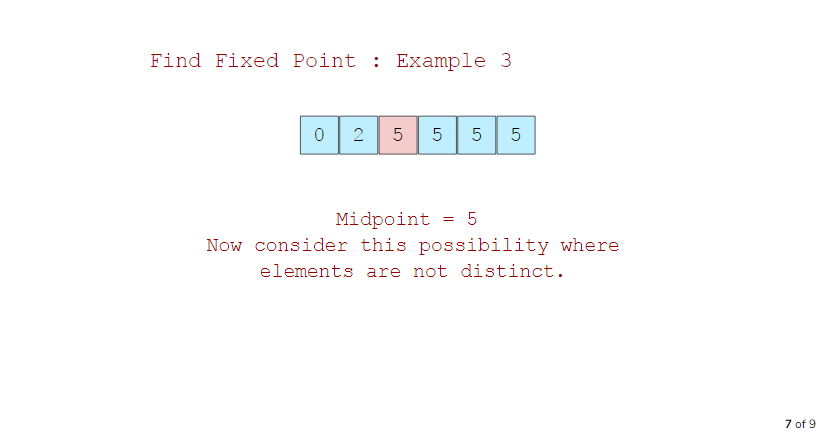 Find Fixed Point : Example 3
0 2 5 5 5 5
Midpoint = 5
Now consider this possibility where
elements are not distinct.
7 of 9